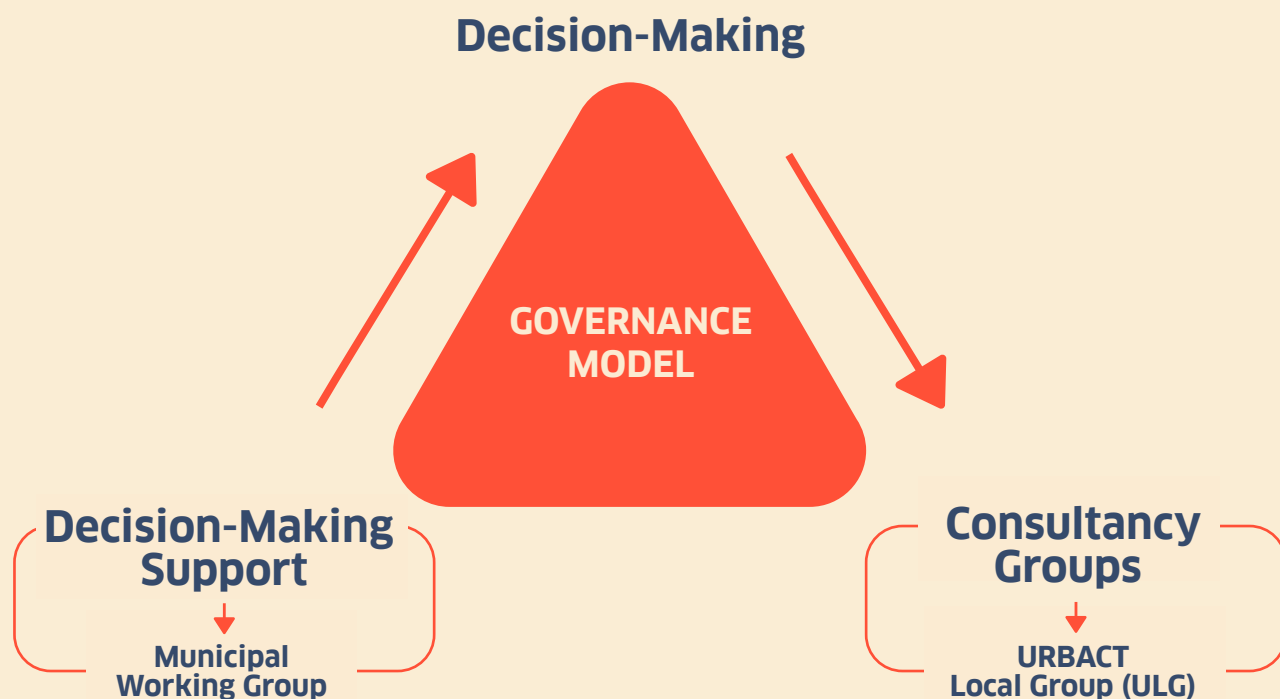 Decision-Making
GOVERNANCE
MODEL
Decision-Making
Support
Municipal
Working Group
Consultancy
Groups
URBACT
Local Group (ULG)